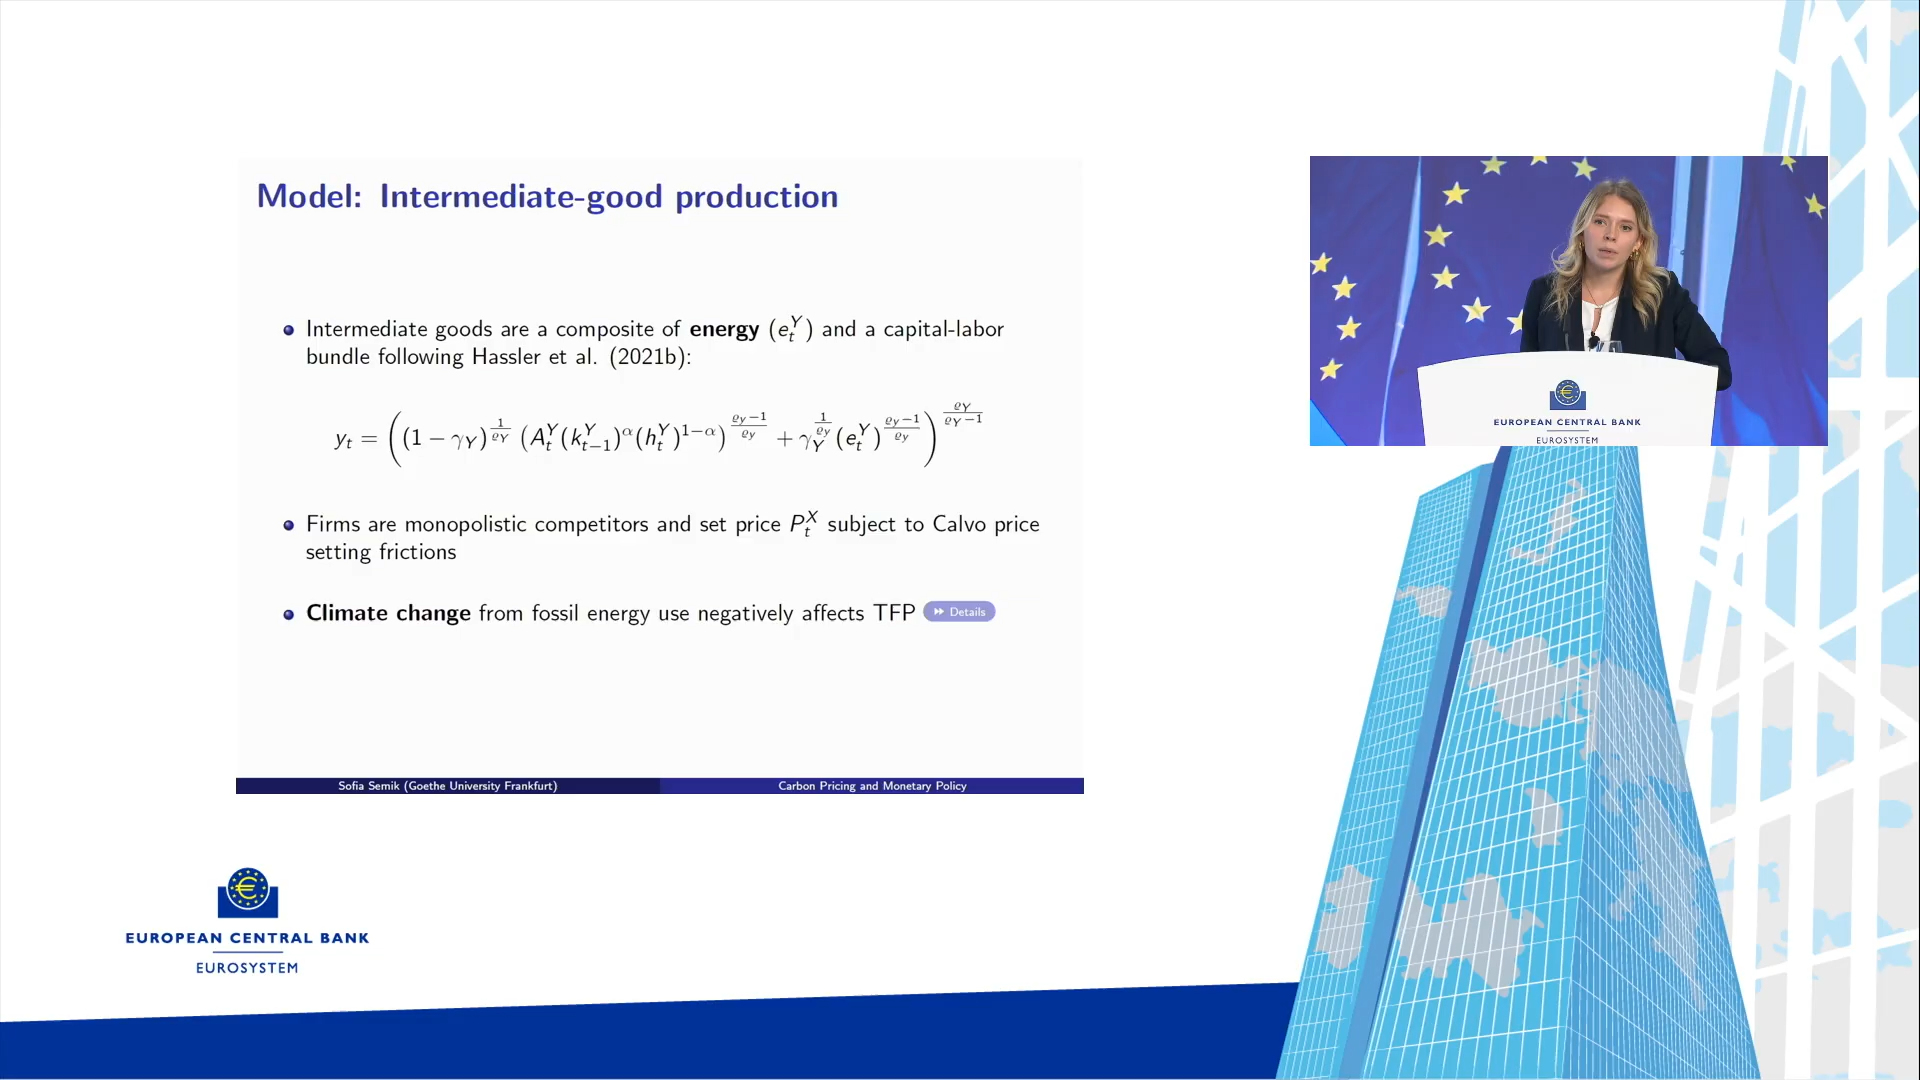 Model: Intermediate-good production
Intermediate goods are a composite of energy (e_t^Y) and a capital-labor
bundle following Hassler et al. (2021b):
y_t = ((1 − γ_Y)^{1/ϱ_Y} (A_t^Y (k_{t−1}^Y)^α (h_t^Y)^{1−α})^{(ϱ_Y−1)/ϱ_Y} + γ_Y^{1/ϱ_Y} (e_t^Y)^{(ϱ_Y−1)/ϱ_Y})^{ϱ_Y/(ϱ_Y−1)}
Firms are monopolistic competitors and set price P_t^X subject to Calvo price
setting frictions
Climate change from fossil energy use negatively affects TFP Details
Sofia Semik (Goethe University Frankfurt) Carbon Pricing and Monetary Policy
EUROPEAN CENTRAL BANK
EUROSYSTEM
EUROPEAN CENTRAL BANK
EUROSYSTEM